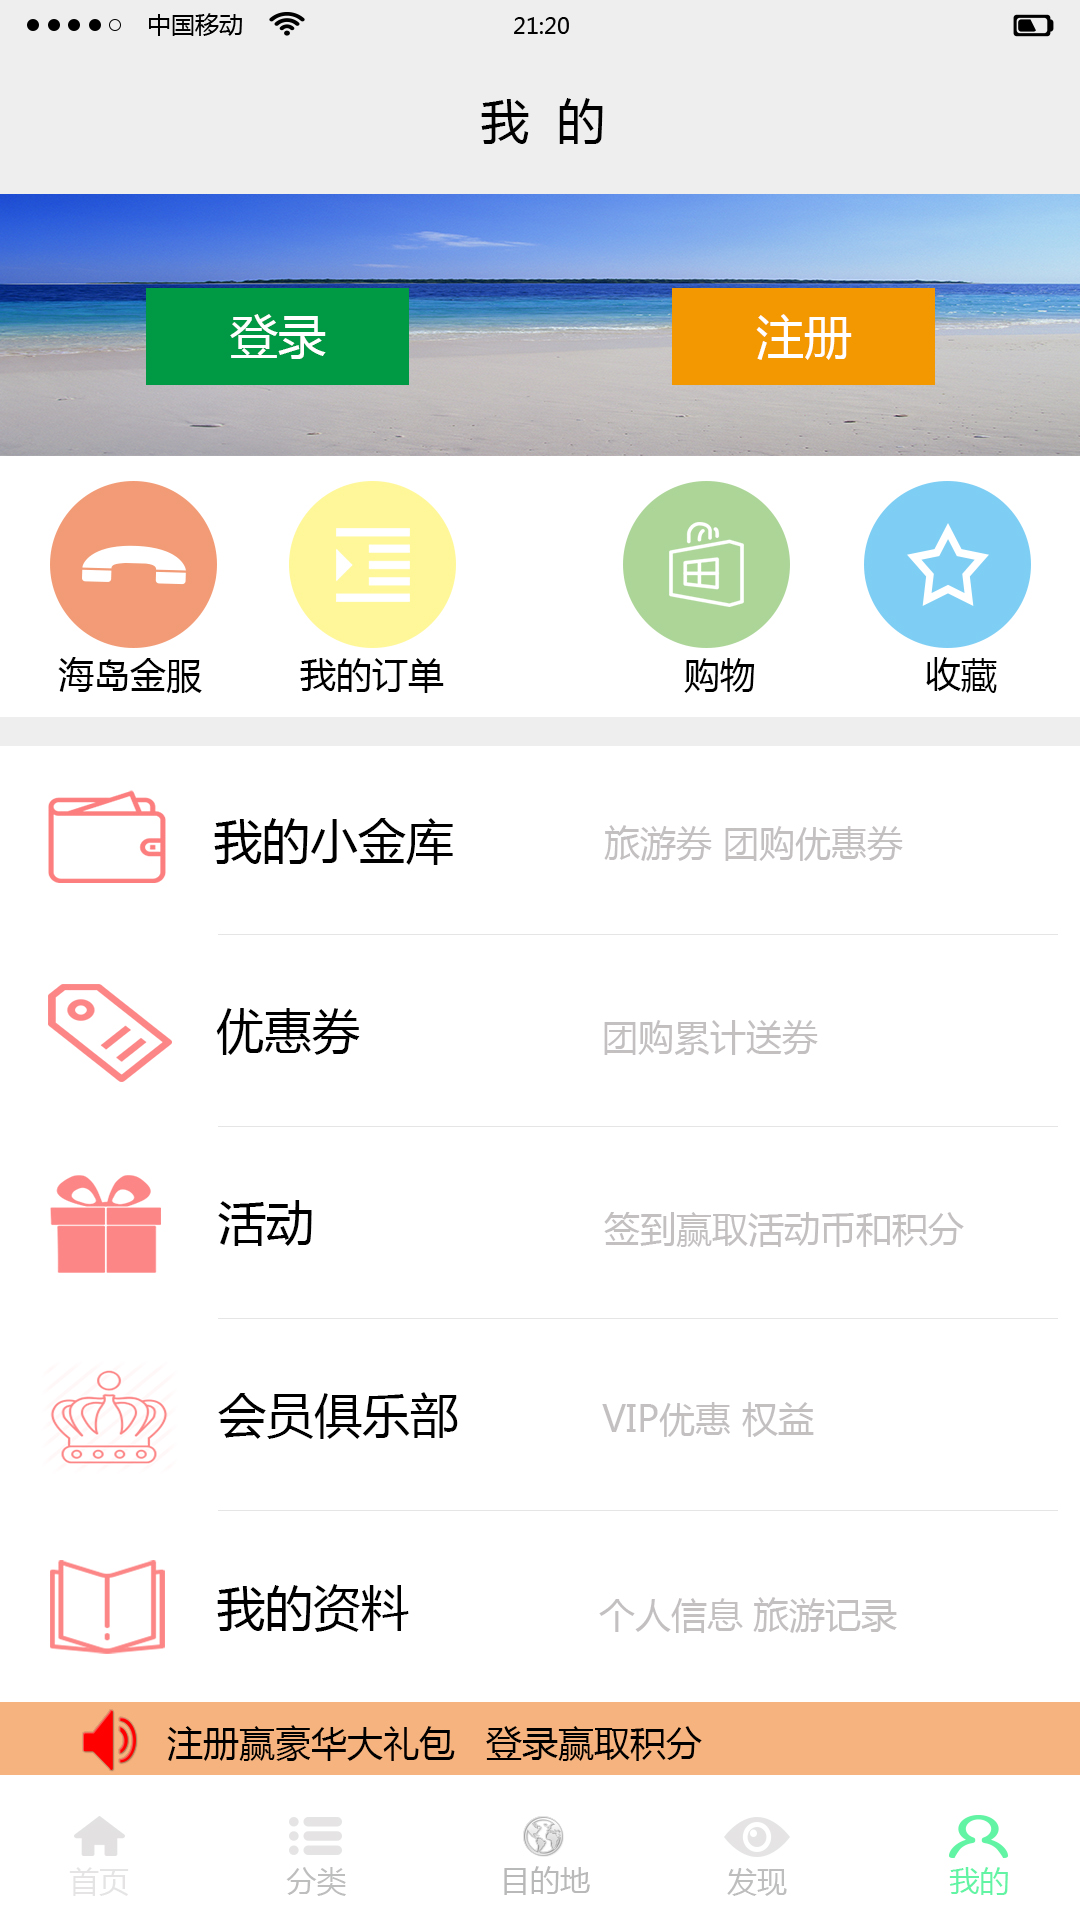 中国移动 21:20
我 的
登录 注册
海岛金服 我的订单 购物 收藏
我的小金库 旅游券 团购优惠券
优惠券 团购累计送券
活动 签到赢取活动币和积分
会员俱乐部 VIP优惠 权益
我的资料 个人信息 旅游记录
注册赢豪华大礼包 登录赢取积分
首页 分类 目的地 发现 我的